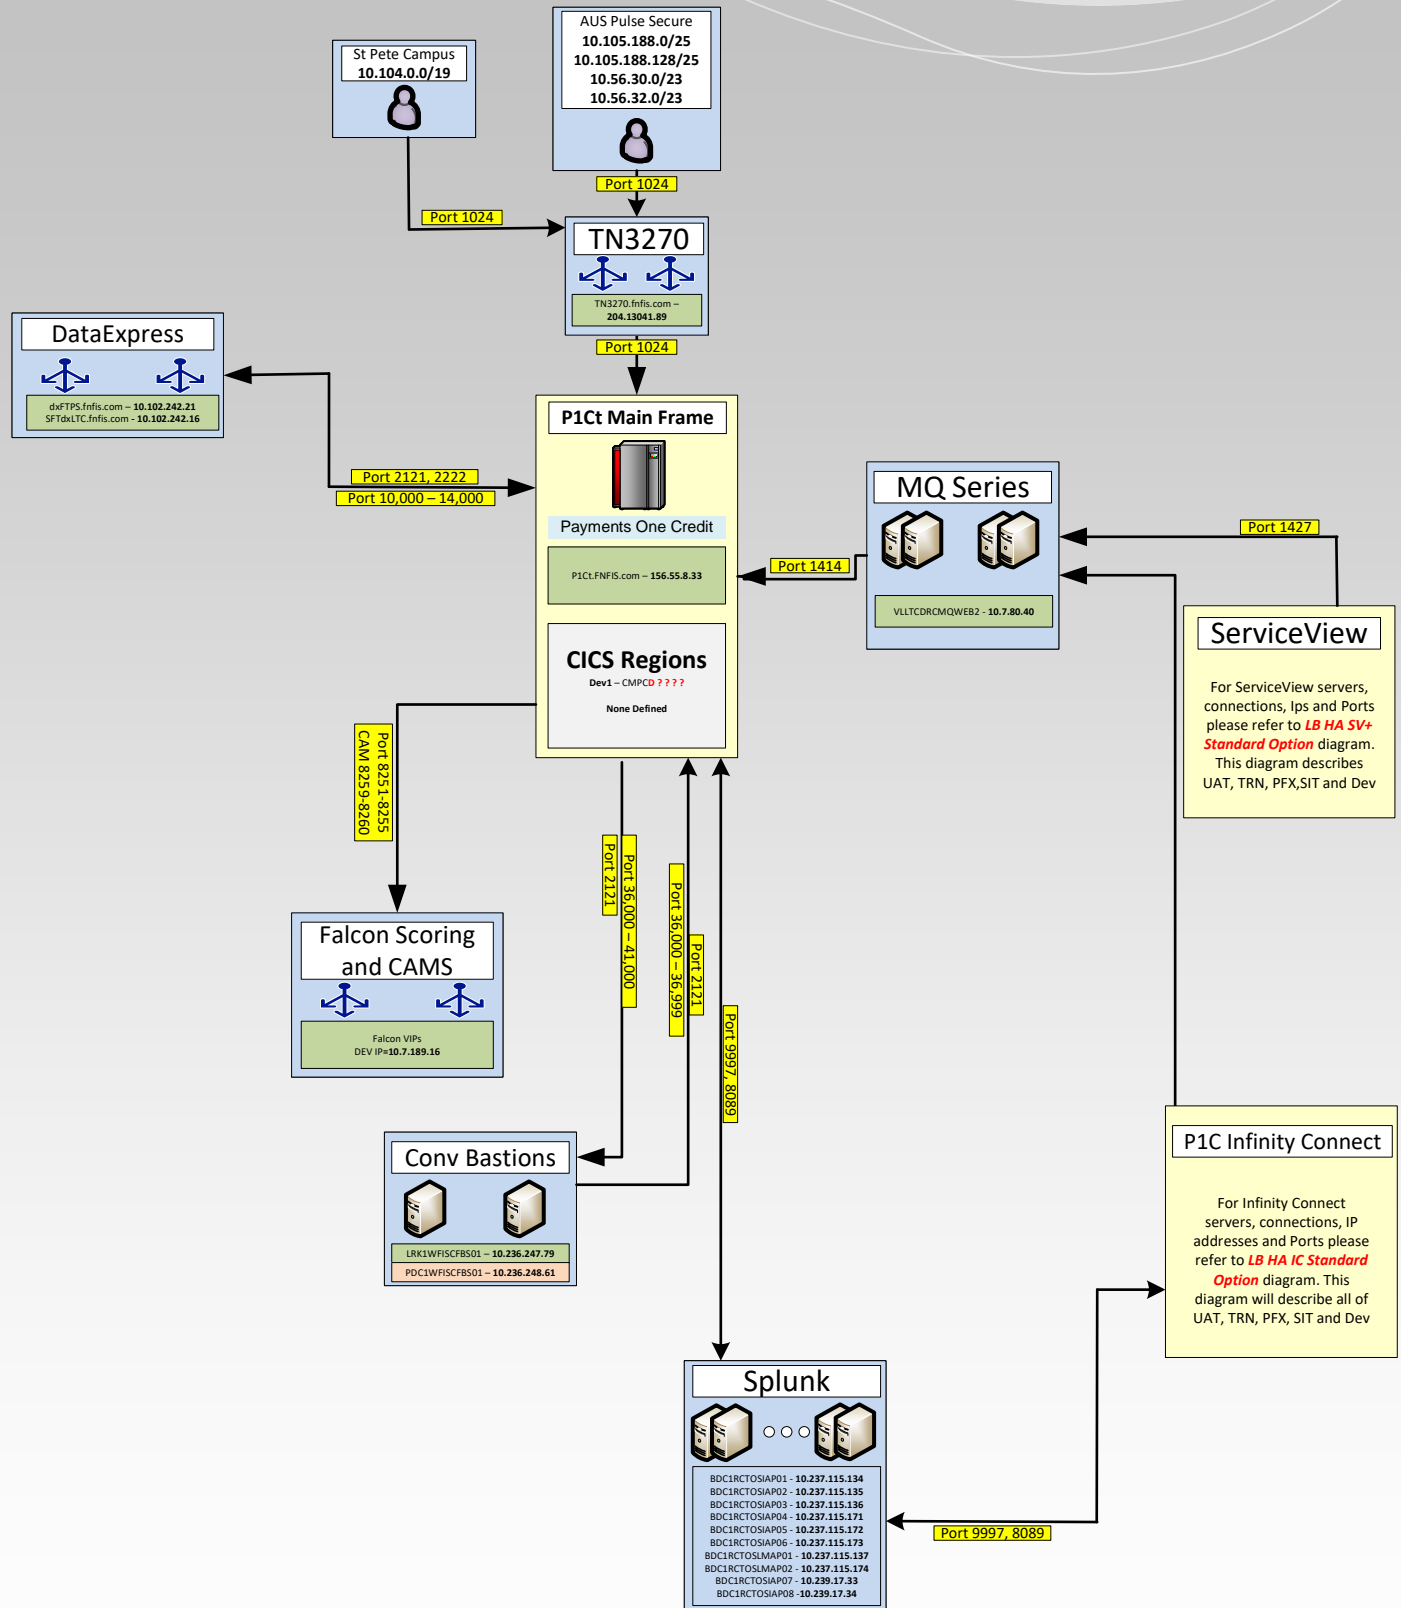 AUS Pulse Secure
10.105.188.0/25
10.105.188.128/25
10.56.30.0/23
10.56.32.0/23
St Pete Campus
10.104.0.0/19
Port 1024
Port 1024
TN3270
TN3270.fnfis.com –
204.13041.89
Port 1024
DataExpress
dxFTPS.fnfis.com – 10.102.242.21
SFTdxLTC.fnfis.com - 10.102.242.16
Port 2121, 2222
Port 10,000 – 14,000
P1Ct Main Frame
Payments One Credit
P1Ct.FNFIS.com – 156.55.8.33
CICS Regions
Dev1 – CMPCD ? ? ? ?
None Defined
Port 1414
MQ Series
VLLTCDRCMQWEB2 - 10.7.80.40
Port 1427
ServiceView
For ServiceView servers,
connections, Ips and Ports
please refer to LB HA SV+
Standard Option diagram.
This diagram describes
UAT, TRN, PFX,SIT and Dev
Port 8251-8255
CAM 8259-8260
Falcon Scoring
and CAMS
Falcon VIPs
DEV IP=10.7.189.16
Port 36,000 – 41,000
Port 2121
Port 2121
Port 36,000 – 36,999
Port 9997, 8089
Conv Bastions
LRK1WFISCFBS01 – 10.236.247.79
PDC1WFISCFBS01 – 10.236.248.61
P1C Infinity Connect
For Infinity Connect
servers, connections, IP
addresses and Ports please
refer to LB HA IC Standard
Option diagram. This
diagram will describe all of
UAT, TRN, PFX, SIT and Dev
Splunk
BDC1RCTOSIAP01 - 10.237.115.134
BDC1RCTOSIAP02 - 10.237.115.135
BDC1RCTOSIAP03 - 10.237.115.136
BDC1RCTOSIAP04 - 10.237.115.171
BDC1RCTOSIAP05 - 10.237.115.172
BDC1RCTOSIAP06 - 10.237.115.173
BDC1RCTOSLMAP01 - 10.237.115.137
BDC1RCTOSLMAP02 - 10.237.115.174
BDC1RCTOSIAP07 - 10.239.17.33
BDC1RCTOSIAP08 -10.239.17.34
Port 9997, 8089